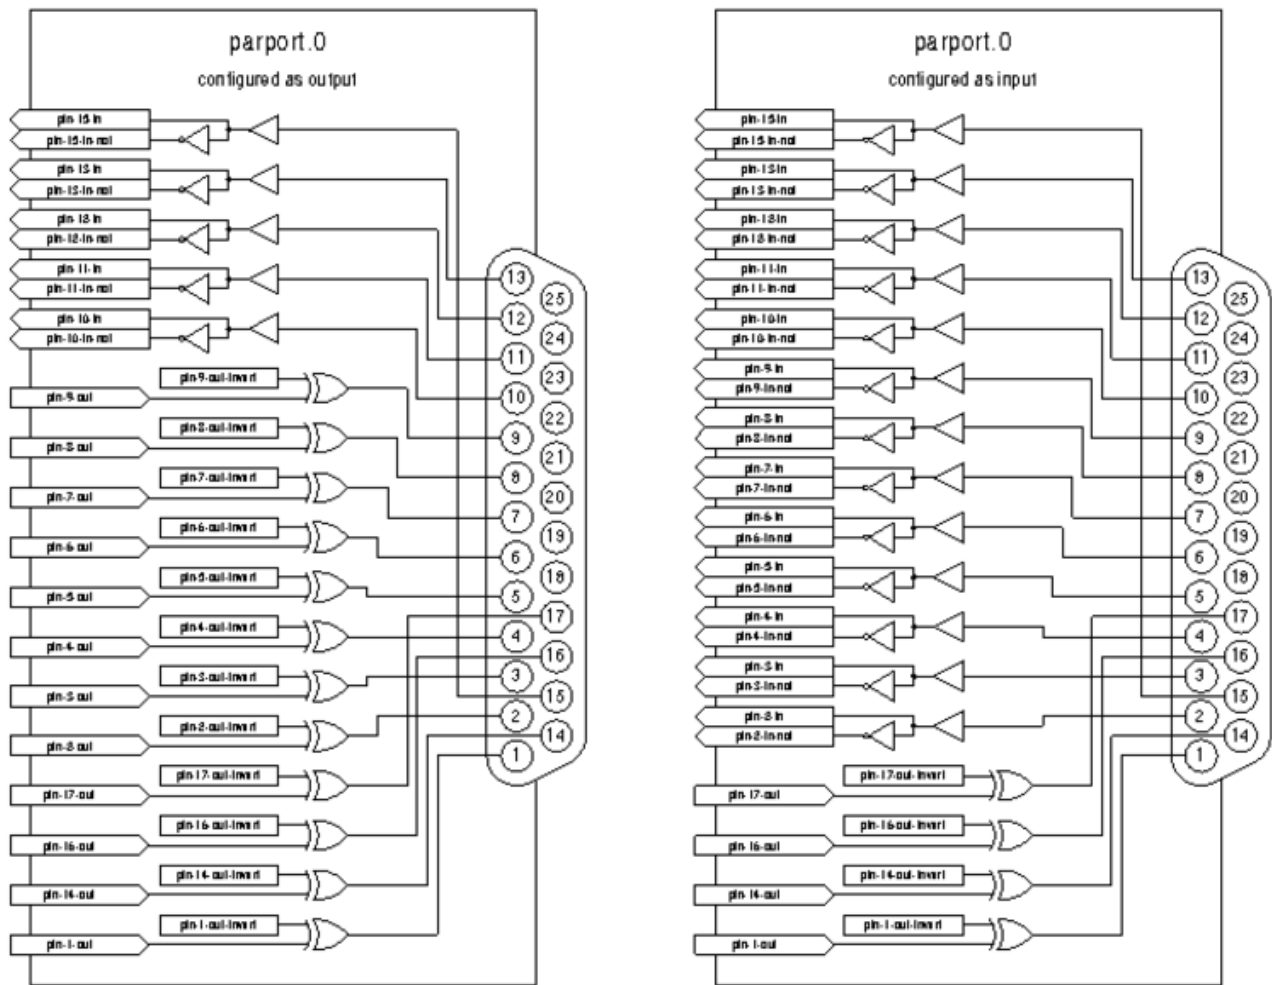 parport.0
configured as output
pin-15-in
pin-15-in-not
pin-13-in
pin-13-in-not
pin-12-in
pin-12-in-not
pin-11-in
pin-11-in-not
pin-10-in
pin-10-in-not
pin-9-out-invert
pin-9-out
pin-8-out-invert
pin-8-out
pin-7-out-invert
pin-7-out
pin-6-out-invert
pin-6-out
pin-5-out-invert
pin-5-out
pin-4-out-invert
pin-4-out
pin-3-out-invert
pin-3-out
pin-2-out-invert
pin-2-out
pin-17-out-invert
pin-17-out
pin-16-out-invert
pin-16-out
pin-14-out-invert
pin-14-out
pin-1-out-invert
pin-1-out
13
25
12
24
11
23
10
22
9
21
8
20
7
19
6
18
5
17
4
16
3
15
2
14
1
parport.0
configured as input
pin-15-in
pin-15-in-not
pin-13-in
pin-13-in-not
pin-12-in
pin-12-in-not
pin-11-in
pin-11-in-not
pin-10-in
pin-10-in-not
pin-9-in
pin-9-in-not
pin-8-in
pin-8-in-not
pin-7-in
pin-7-in-not
pin-6-in
pin-6-in-not
pin-5-in
pin-5-in-not
pin-4-in
pin-4-in-not
pin-3-in
pin-3-in-not
pin-2-in
pin-2-in-not
pin-17-out-invert
pin-17-out
pin-16-out-invert
pin-16-out
pin-14-out-invert
pin-14-out
pin-1-out-invert
pin-1-out
13
25
12
24
11
23
10
22
9
21
8
20
7
19
6
18
5
17
4
16
3
15
2
14
1